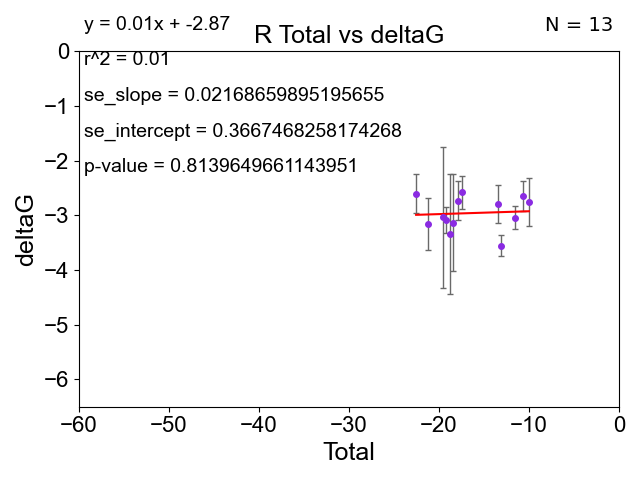 y = 0.01x + -2.87
N = 13
R Total vs deltaG
r^2 = 0.01
se_slope = 0.02168659895195655
se_intercept = 0.3667468258174268
p-value = 0.8139649661143951
0
−1
−2
−3
−4
−5
−6
deltaG
−60 −50 −40 −30 −20 −10 0
Total